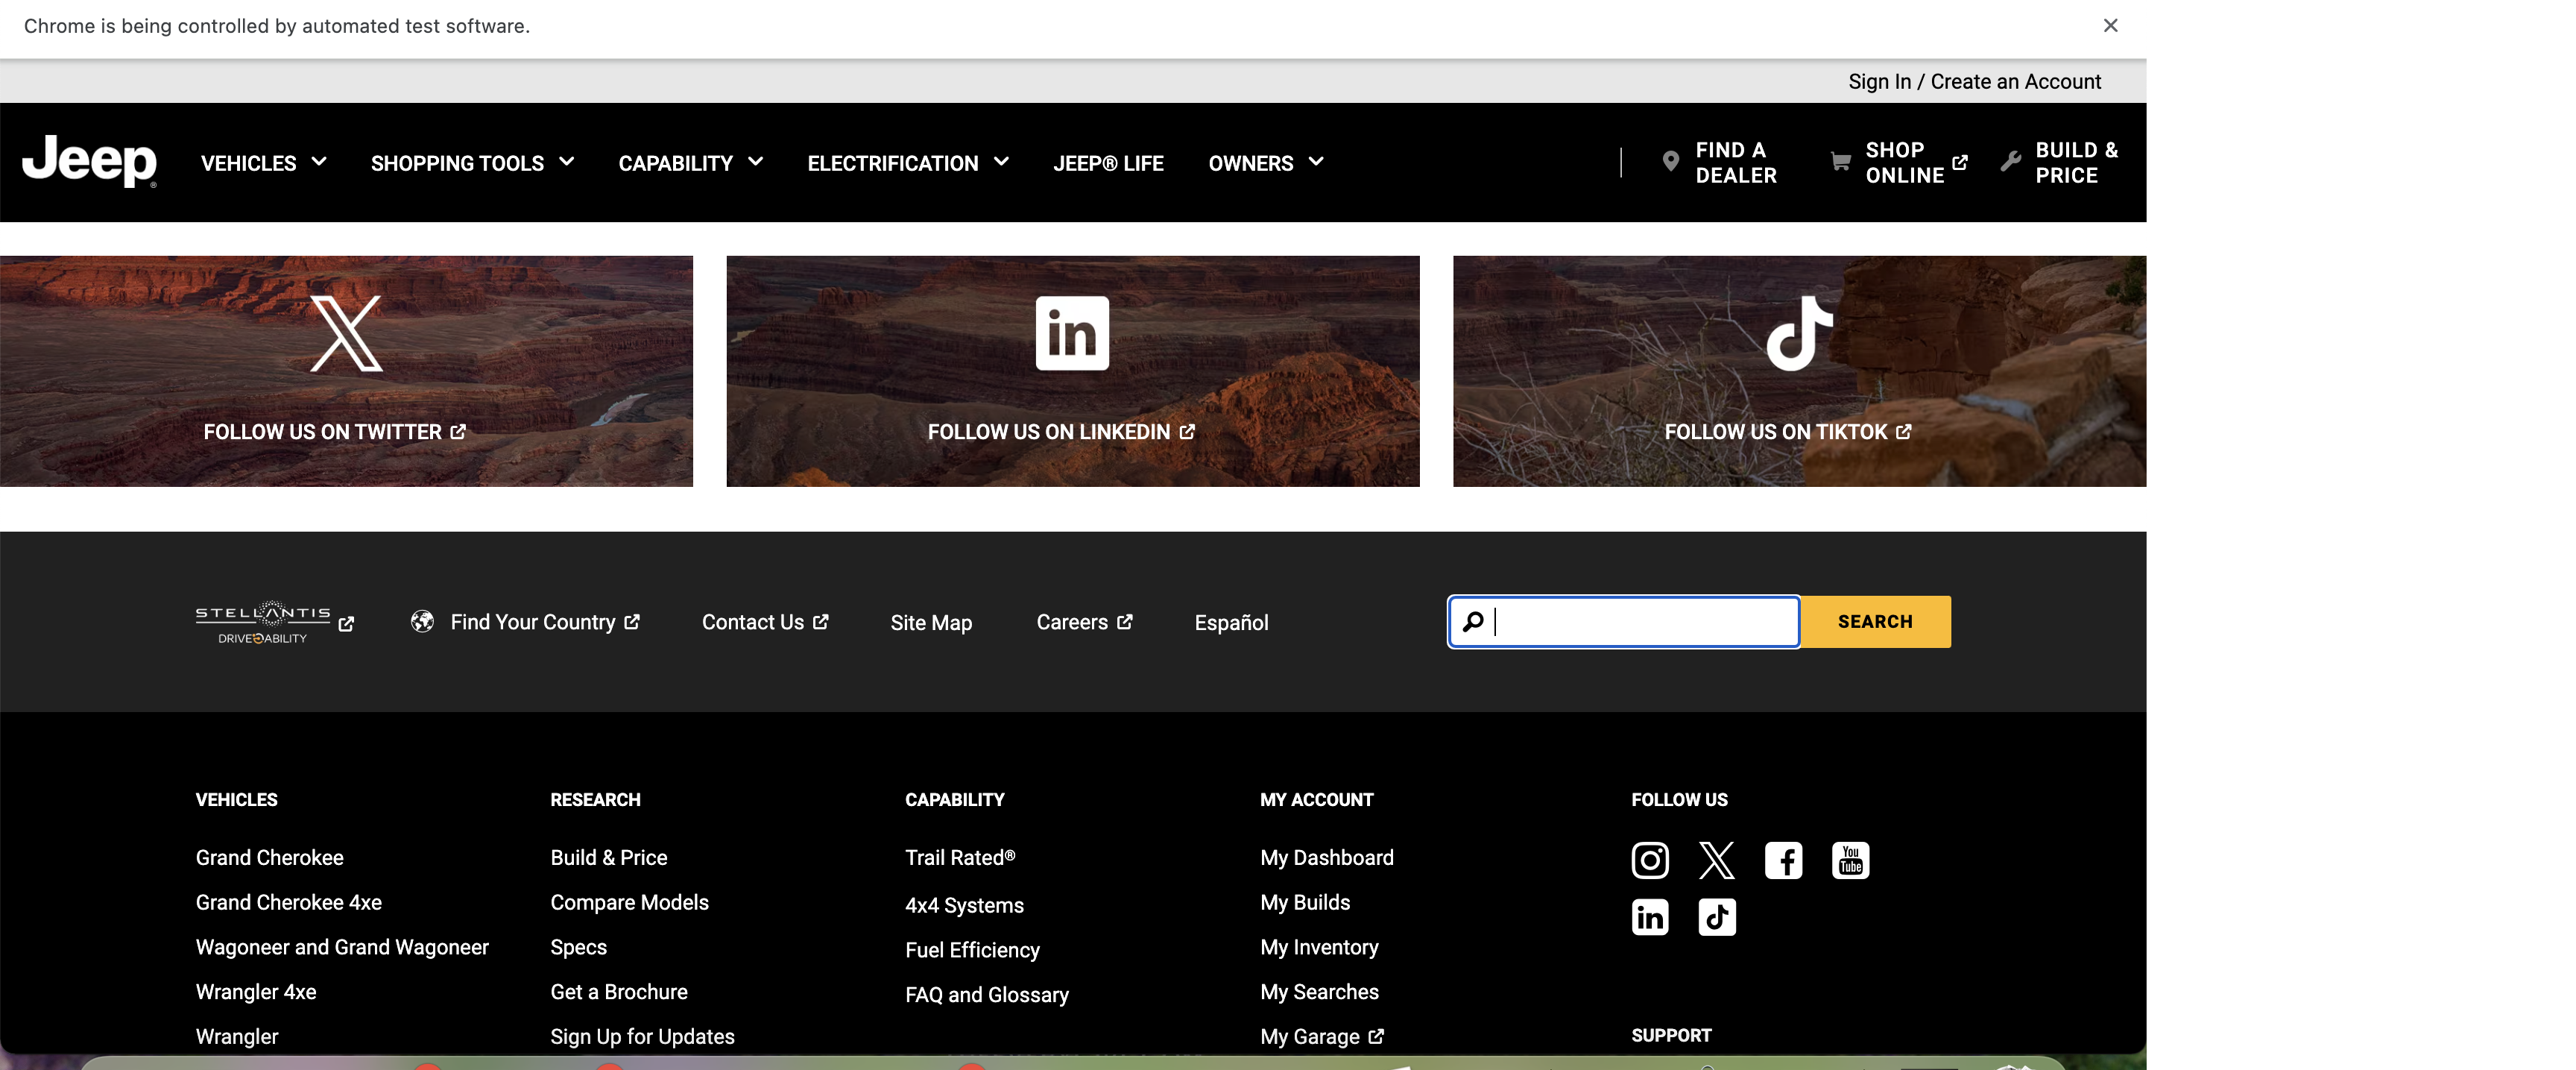 Chrome is being controlled by automated test software.
Sign In / Create an Account
Jeep®
VEHICLES
SHOPPING TOOLS
CAPABILITY
ELECTRIFICATION
JEEP® LIFE
OWNERS
FIND A
DEALER
SHOP
ONLINE
BUILD &
PRICE
FOLLOW US ON TWITTER
in
FOLLOW US ON LINKEDIN
FOLLOW US ON TIKTOK
STELLANTIS
DRIVEABILITY
Find Your Country
Contact Us
Site Map
Careers
Español
SEARCH
VEHICLES
Grand Cherokee
Grand Cherokee 4xe
Wagoneer and Grand Wagoneer
Wrangler 4xe
Wrangler
RESEARCH
Build & Price
Compare Models
Specs
Get a Brochure
Sign Up for Updates
CAPABILITY
Trail Rated®
4x4 Systems
Fuel Efficiency
FAQ and Glossary
MY ACCOUNT
My Dashboard
My Builds
My Inventory
My Searches
My Garage
FOLLOW US
You
Tube
in
SUPPORT